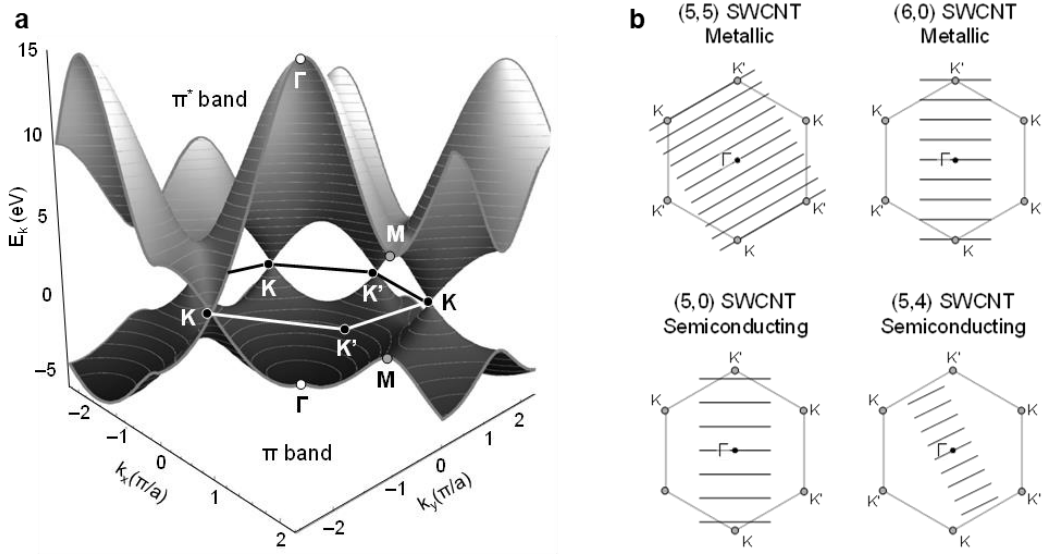 a
15
10
5
0
–5
E_k (eV)
π* band
Γ
M
K
K'
K
K
K'
M
Γ
π band
–2
–1
0
1
2
k_x(π/a)
–2
–1
0
1
2
k_y(π/a)
b
(5,5) SWCNT
Metallic
K'
K
K
Γ
K'
K'
K
(6,0) SWCNT
Metallic
K'
K
Γ
K'
K
(5,0) SWCNT
Semiconducting
K'
K
Γ
K'
K
(5,4) SWCNT
Semiconducting
K'
K
Γ
K'
K